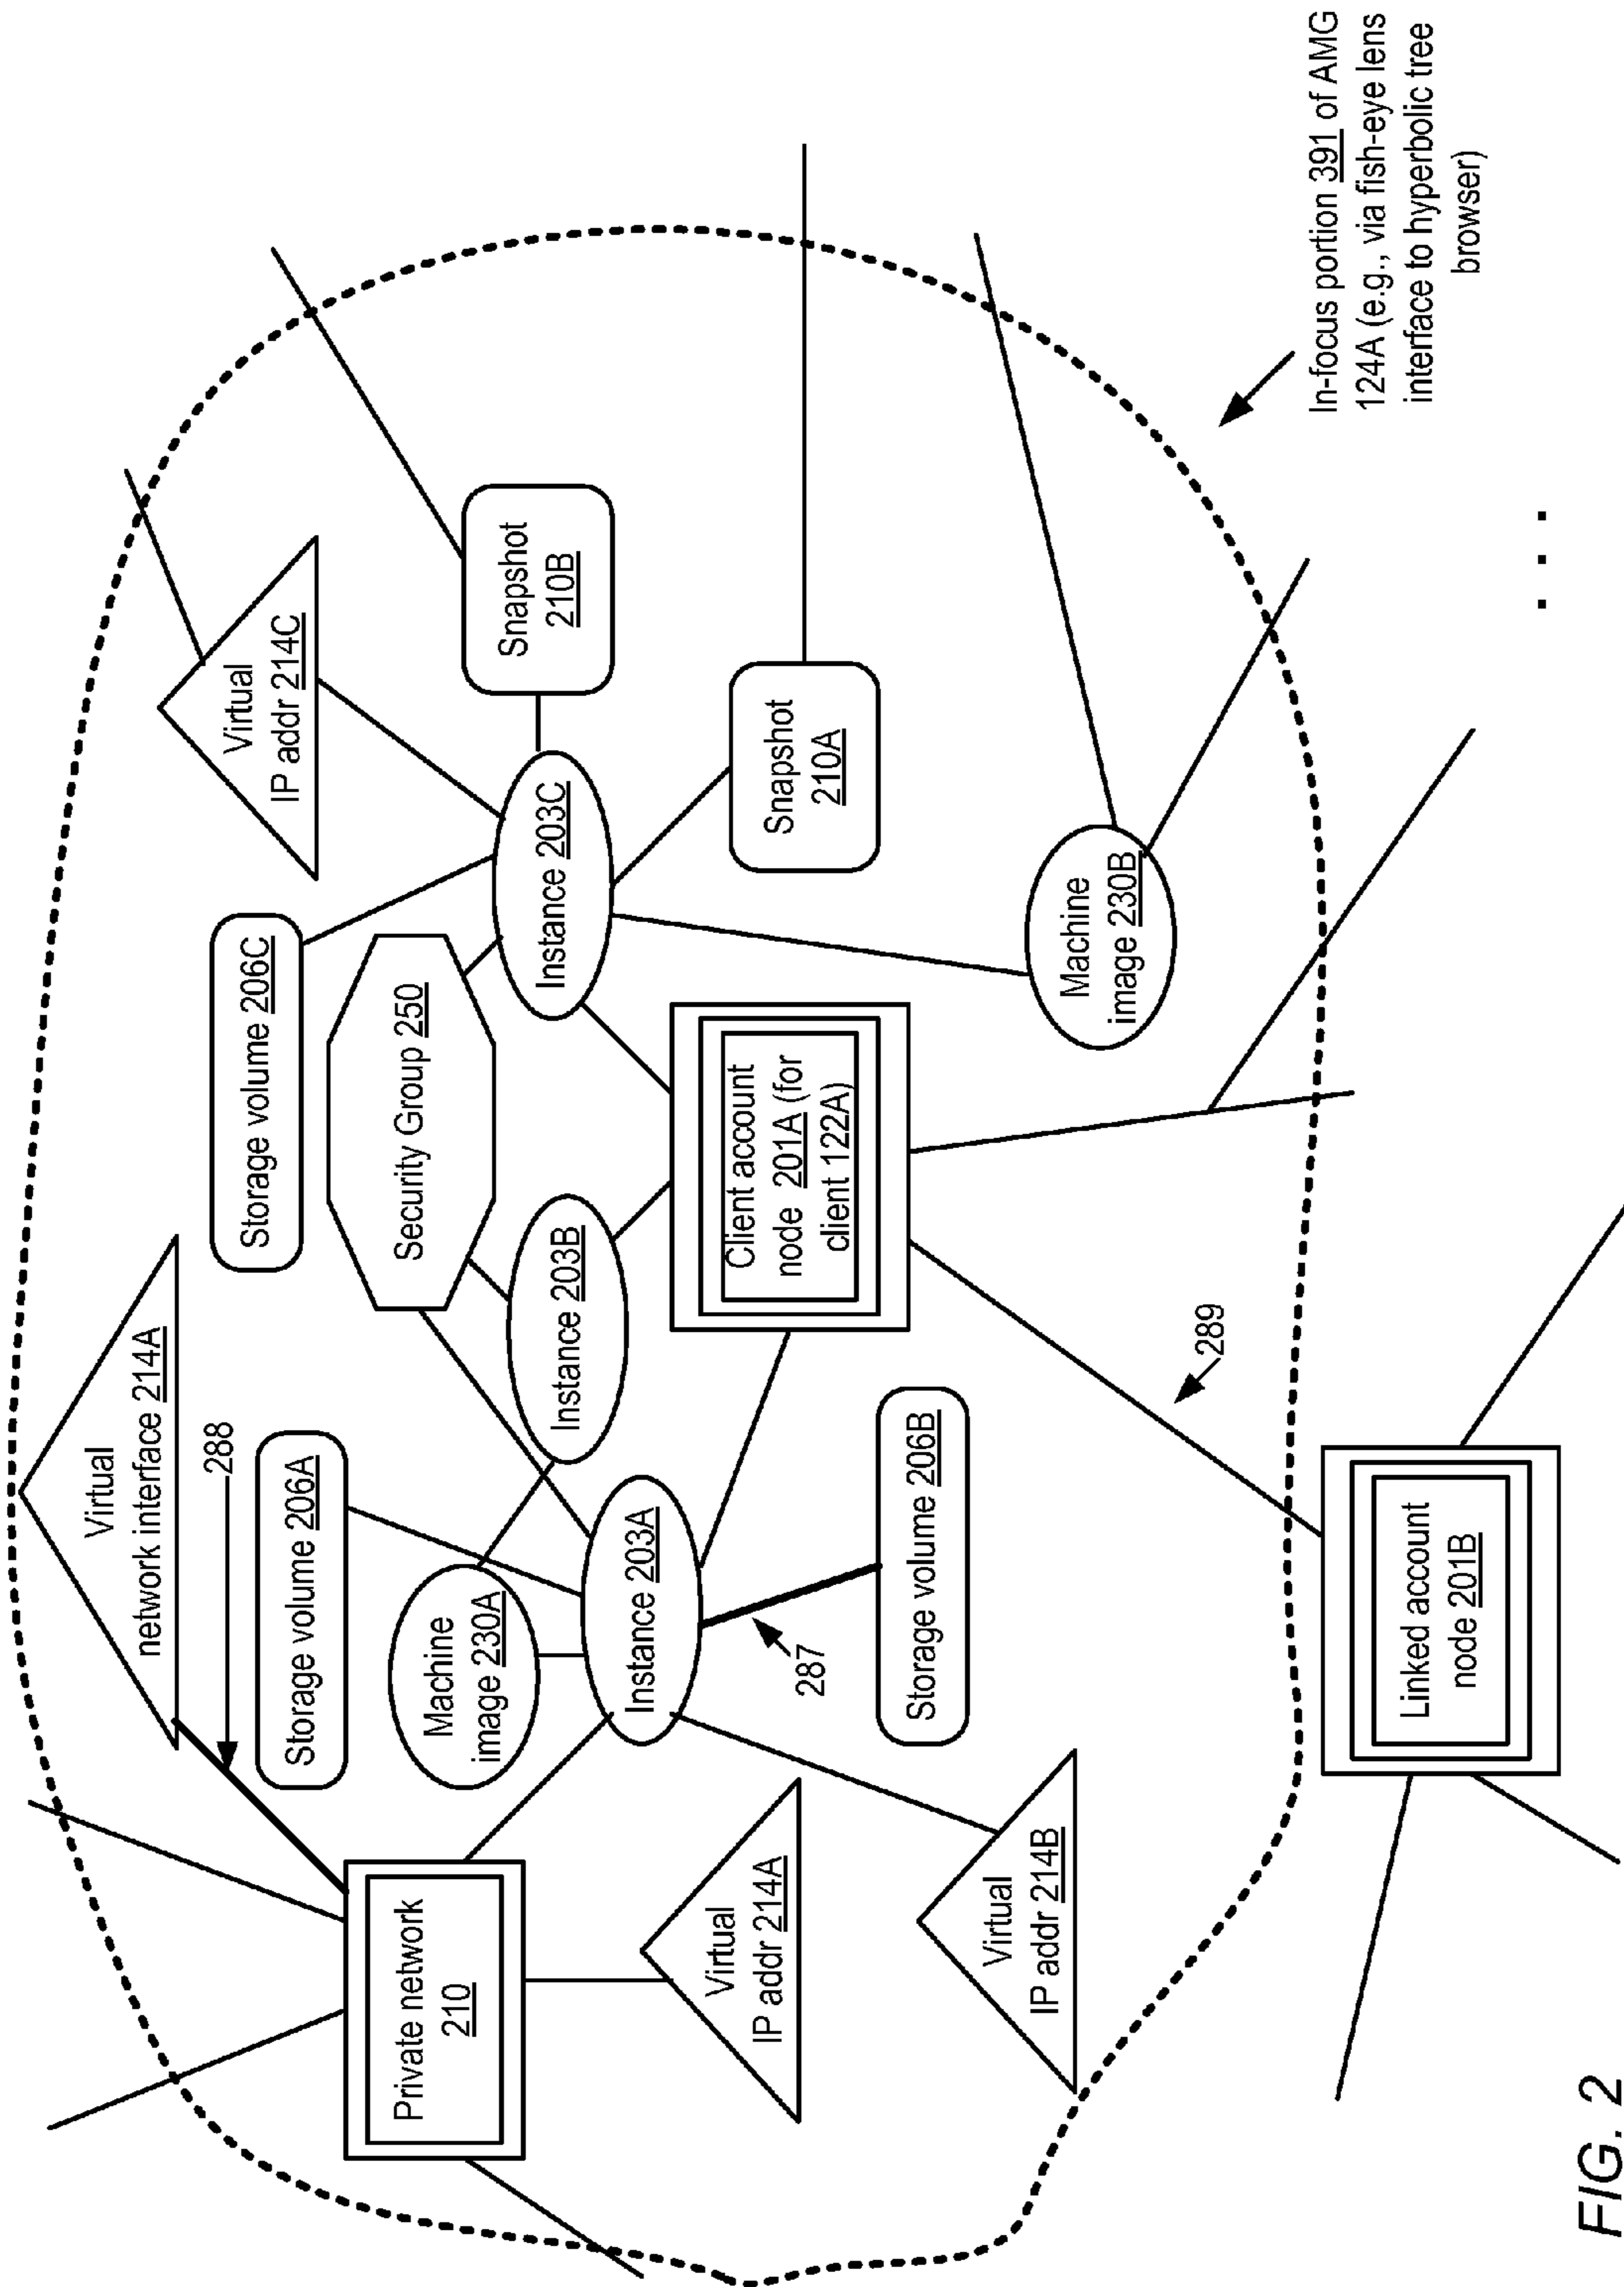 Virtual
network interface 214A
288
Storage volume 206A
Storage volume 206C
Virtual
IP addr 214C
Private network
210
Machine
image 230A
Security Group 250
Instance 203B
Instance 203C
Snapshot
210B
Instance 203A
Virtual
IP addr 214A
Client account
node 201A (for
client 122A)
Snapshot
210A
287
Storage volume 206B
Virtual
IP addr 214B
Machine
image 230B
289
Linked account
node 201B
In-focus portion 391 of AMG
124A (e.g., via fish-eye lens
interface to hyperbolic tree
browser)
. . .
FIG. 2